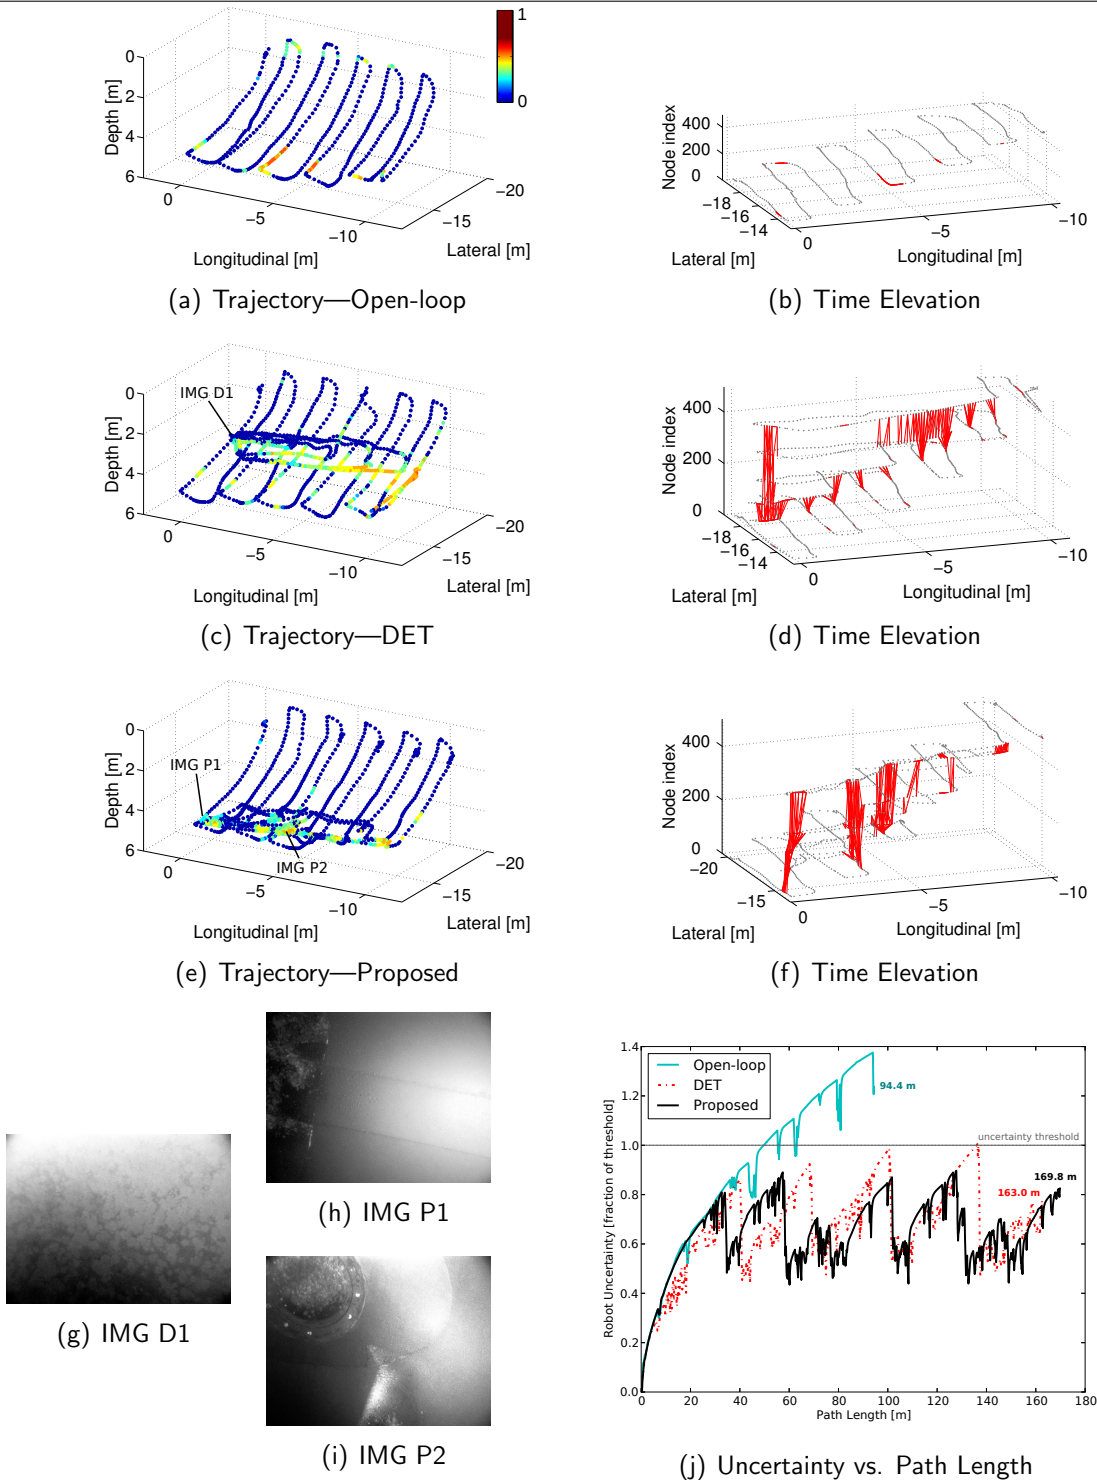 1
0
0
2
4
6
Depth [m]
0
−5
−10
Longitudinal [m]
−20
−15
Lateral [m]
(a) Trajectory—Open-loop
400
200
0
Node index
−18
−16
−14
Lateral [m]
0
−5
−10
Longitudinal [m]
(b) Time Elevation
IMG D1
0
2
4
6
Depth [m]
0
−5
−10
Longitudinal [m]
−20
−15
Lateral [m]
(c) Trajectory—DET
400
200
0
Node index
−18
−16
−14
Lateral [m]
0
−5
−10
Longitudinal [m]
(d) Time Elevation
IMG P1
IMG P2
0
2
4
6
Depth [m]
0
−5
−10
Longitudinal [m]
−20
−15
Lateral [m]
(e) Trajectory—Proposed
400
200
0
Node index
−20
−15
Lateral [m]
0
−5
−10
Longitudinal [m]
(f) Time Elevation
(g) IMG D1
(h) IMG P1
(i) IMG P2
1.4
1.2
1.0
0.8
0.6
0.4
0.2
0.0
Robot Uncertainty [fraction of threshold]
Open-loop
DET
Proposed
94.4 m
uncertainty threshold
169.8 m
163.0 m
0 20 40 60 80 100 120 140 160 180
Path Length [m]
(j) Uncertainty vs. Path Length